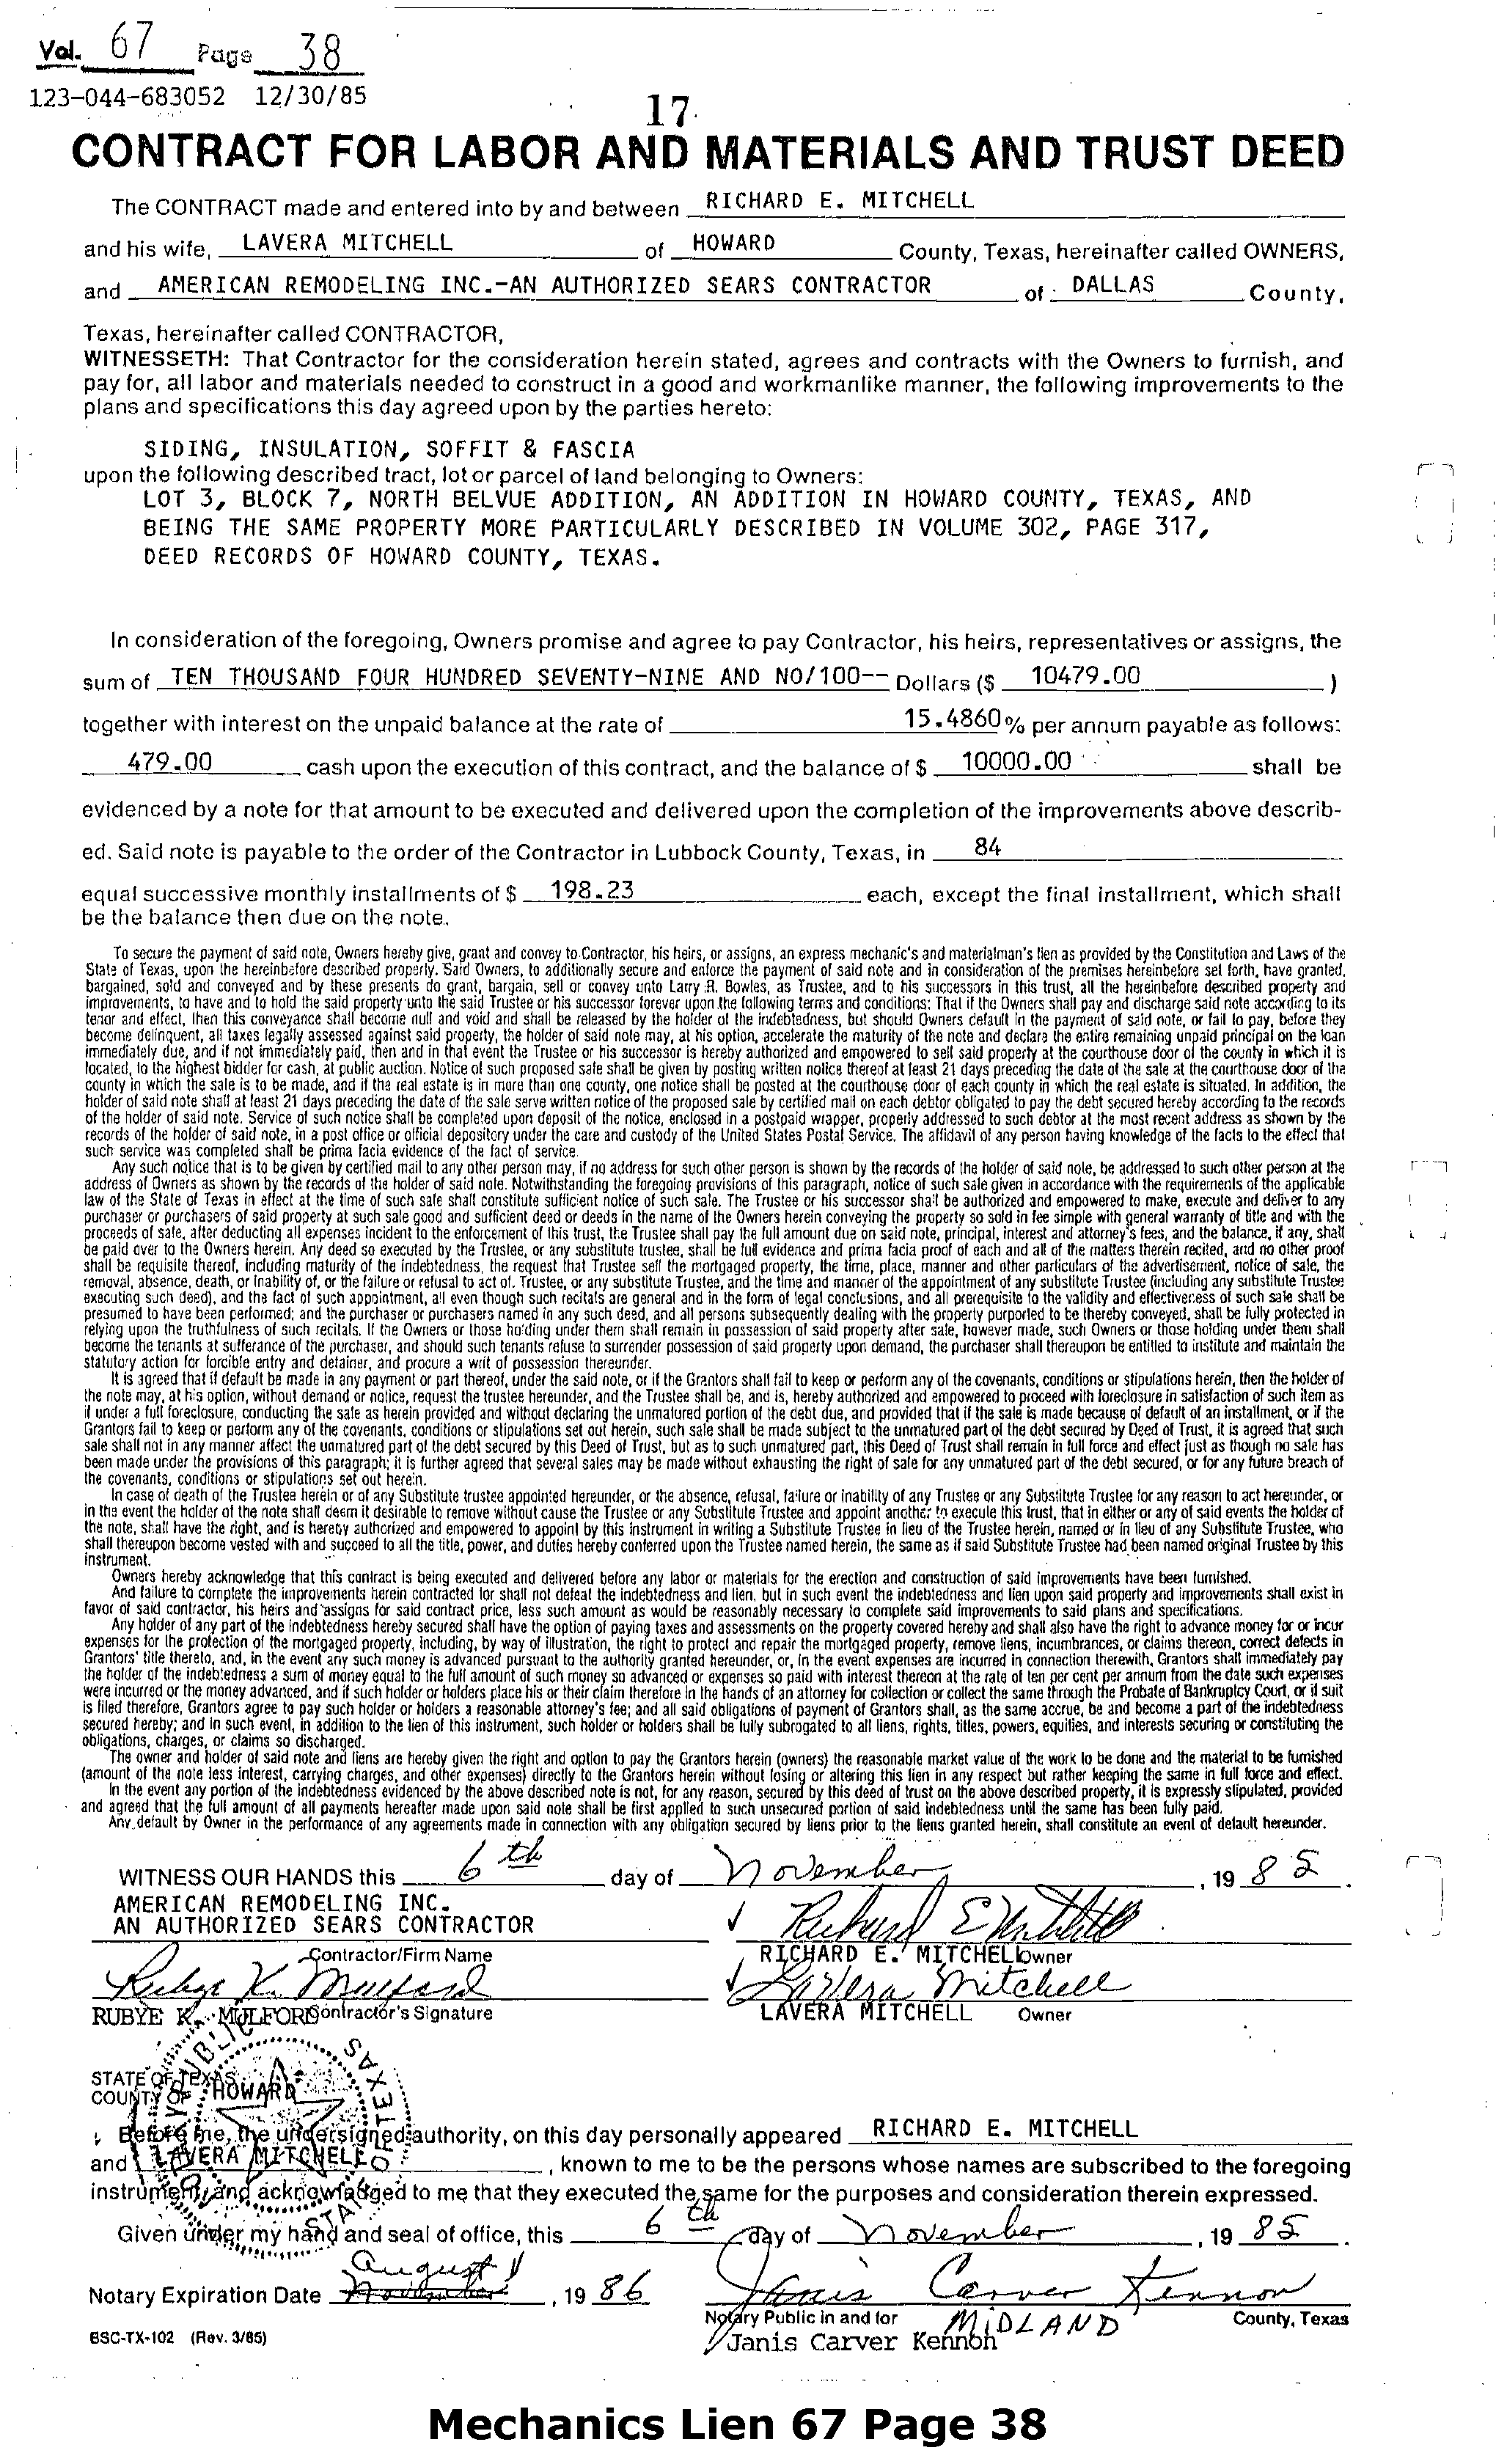 Vol. 67 Page 38
123-044-683052 12/30/85
17
CONTRACT FOR LABOR AND MATERIALS AND TRUST DEED
The CONTRACT made and entered into by and between RICHARD E. MITCHELL
and his wife, LAVERA MITCHELL of HOWARD County, Texas, hereinafter called OWNERS,
and AMERICAN REMODELING INC.-AN AUTHORIZED SEARS CONTRACTOR of DALLAS County,
Texas, hereinafter called CONTRACTOR,
WITNESSETH: That Contractor for the consideration herein stated, agrees and contracts with the Owners to furnish, and
pay for, all labor and materials needed to construct in a good and workmanlike manner, the following improvements to the
plans and specifications this day agreed upon by the parties hereto:
SIDING, INSULATION, SOFFIT & FASCIA
upon the following described tract, lot or parcel of land belonging to Owners:
LOT 3, BLOCK 7, NORTH BELVUE ADDITION, AN ADDITION IN HOWARD COUNTY, TEXAS, AND
BEING THE SAME PROPERTY MORE PARTICULARLY DESCRIBED IN VOLUME 302, PAGE 317,
DEED RECORDS OF HOWARD COUNTY, TEXAS.
In consideration of the foregoing, Owners promise and agree to pay Contractor, his heirs, representatives or assigns, the
sum of TEN THOUSAND FOUR HUNDRED SEVENTY-NINE AND NO/100-- Dollars ($ 10479.00 )
together with interest on the unpaid balance at the rate of 15.4860% per annum payable as follows:
479.00 cash upon the execution of this contract, and the balance of $ 10000.00 shall be
evidenced by a note for that amount to be executed and delivered upon the completion of the improvements above describ-
ed. Said note is payable to the order of the Contractor in Lubbock County, Texas, in 84
equal successive monthly installments of $ 198.23 each, except the final installment, which shall
be the balance then due on the note.
To secure the payment of said note, Owners hereby give, grant and convey to Contractor, his heirs, or assigns, an express mechanic's and materialman's lien as provided by the Constitution and Laws of the
State of Texas, upon the hereinbefore described property. Said Owners, to additionally secure and enforce the payment of said note and in consideration of the premises hereinbefore set forth, have granted,
bargained, sold and conveyed and by these presents do grant, bargain, sell or convey unto Larry R. Bowles, as Trustee, and to his successors in this trust, all the hereinbefore described property and
improvements, to have and to hold the said property unto the said Trustee or his successor forever upon the following terms and conditions: That if the Owners shall pay and discharge said note according to its
tenor and effect, then this conveyance shall become null and void and shall be released by the holder of the indebtedness, but should Owners default in the payment of said note, or fail to pay, before they
become delinquent, all taxes legally assessed against said property, the holder of said note may, at his option, accelerate the maturity of the note and declare the entire remaining unpaid principal on the loan
immediately due, and if not immediately paid, then and in that event the Trustee or his successor is hereby authorized and empowered to sell said property at the courthouse door of the county in which it is
located, to the highest bidder for cash, at public auction. Notice of such proposed sale shall be given by posting written notice thereof at least 21 days preceding the date of the sale at the courthouse door of the
county in which the sale is to be made, and if the real estate is in more than one county, one notice shall be posted at the courthouse door of each county in which the real estate is situated. In addition, the
holder of said note shall at least 21 days preceding the date of the sale serve written notice of the proposed sale by certified mail on each debtor obligated to pay the debt secured hereby according to the records
of the holder of said note. Service of such notice shall be completed upon deposit of the notice, enclosed in a postpaid wrapper, properly addressed to such debtor at the most recent address as shown by the
records of the holder of said note, in a post office or official depository under the care and custody of the United States Postal Service. The affidavit of any person having knowledge of the facts to the effect that
such service was completed shall be prima facia evidence of the fact of service.
Any such notice that is to be given by certified mail to any other person may, if no address for such other person is shown by the records of the holder of said note, be addressed to such other person at the
address of Owners as shown by the records of the holder of said note. Notwithstanding the foregoing provisions of this paragraph, notice of such sale given in accordance with the requirements of the applicable
law of the State of Texas in effect at the time of such sale shall constitute sufficient notice of such sale. The Trustee or his successor shall be authorized and empowered to make, execute and deliver to any
purchaser or purchasers of said property at such sale good and sufficient deed or deeds in the name of the Owners herein conveying the property so sold in fee simple with general warranty of title and with the
proceeds of sale, after deducting all expenses incident to the enforcement of this trust, the Trustee shall pay the full amount due on said note, principal, interest and attorney's fees, and the balance, if any, shall
be paid over to the Owners herein. Any deed so executed by the Trustee, or any substitute trustee, shall be full evidence and prima facia proof of each and all of the matters therein recited, and no other proof
shall be requisite thereof, including maturity of the indebtedness, the request that Trustee sell the mortgaged property, the time, place, manner and other particulars of the advertisement, notice of sale, the
removal, absence, death, or inability of, or the failure or refusal to act of. Trustee, or any substitute Trustee, and the time and manner of the appointment of any substitute Trustee (including any substitute Trustee
executing such deed), and the fact of such appointment, all even though such recitals are general and in the form of legal conclusions, and all prerequisite to the validity and effectiveness of such sale shall be
presumed to have been performed; and the purchaser or purchasers named in any such deed, and all persons subsequently dealing with the property purported to be thereby conveyed, shall be fully protected in
relying upon the truthfulness of such recitals. If the Owners or those holding under them shall remain in possession of said property after sale, however made, such Owners or those holding under them shall
become the tenants at sufferance of the purchaser, and should such tenants refuse to surrender possession of said property upon demand, the purchaser shall thereupon be entitled to institute and maintain the
statutory action for forcible entry and detainer, and procure a writ of possession thereunder.
It is agreed that if default be made in any payment or part thereof, under the said note, or if the Grantors shall fail to keep or perform any of the covenants, conditions or stipulations herein, then the holder of
the note may, at his option, without demand or notice, request the trustee hereunder, and the Trustee shall be, and is, hereby authorized and empowered to proceed with foreclosure in satisfaction of such item as
if under a full foreclosure, conducting the sale as herein provided and without declaring the unmatured portion of the debt due, and provided that if the sale is made because of default of an installment, or if the
Grantors fail to keep or perform any of the covenants, conditions or stipulations set out herein, such sale shall be made subject to the unmatured part of the debt secured by Deed of Trust, it is agreed that such
sale shall not in any manner affect the unmatured part of the debt secured by this Deed of Trust, but as to such unmatured part, this Deed of Trust shall remain in full force and effect just as though no sale has
been made under the provisions of this paragraph; it is further agreed that several sales may be made without exhausting the right of sale for any unmatured part of the debt secured, or for any future breach of
the covenants, conditions or stipulations set out herein.
In case of death of the Trustee herein or of any Substitute trustee appointed hereunder, or the absence, refusal, failure or inability of any Trustee or any Substitute Trustee for any reason to act hereunder, or
in the event the holder of the note shall deem it desirable to remove without cause the Trustee or any Substitute Trustee and appoint another to execute this trust, that in either or any of said events the holder of
the note, shall have the right, and is hereby authorized and empowered to appoint by this instrument in writing a Substitute Trustee in lieu of the Trustee herein, named or in lieu of any Substitute Trustee, who
shall thereupon become vested with and succeed to all the title, power, and duties hereby conferred upon the Trustee named herein, the same as if said Substitute Trustee had been named original Trustee by this
instrument.
Owners hereby acknowledge that this contract is being executed and delivered before any labor or materials for the erection and construction of said improvements have been furnished.
And failure to complete the improvements herein contracted for shall not defeat the indebtedness and lien, but in such event the indebtedness and lien upon said property and improvements shall exist in
favor of said contractor, his heirs and assigns for said contract price, less such amount as would be reasonably necessary to complete said improvements to said plans and specifications.
Any holder of any part of the indebtedness hereby secured shall have the option of paying taxes and assessments on the property covered hereby and shall also have the right to advance money for or incur
expenses for the protection of the mortgaged property, including, by way of illustration, the right to protect and repair the mortgaged property, remove liens, incumbrances, or claims thereon, correct defects in
Grantors' title thereto, and, in the event any such money is advanced pursuant to the authority granted hereunder, or, in the event expenses are incurred in connection therewith, Grantors shall immediately pay
the holder of the indebtedness a sum of money equal to the full amount of such money so advanced or expenses so paid with interest thereon at the rate of ten per cent per annum from the date such expenses
were incurred or the money advanced, and if such holder or holders place his or their claim therefore in the hands of an attorney for collection or collect the same through the Probate of Bankruptcy Court, or if suit
is filed therefore, Grantors agree to pay such holder or holders a reasonable attorney's fee; and all said obligations of payment of Grantors shall, as the same accrue, be and become a part of the indebtedness
secured hereby; and in such event, in addition to the lien of this instrument, such holder or holders shall be fully subrogated to all liens, rights, titles, powers, equities, and interests securing or constituting the
obligations, charges, or claims so discharged.
The owner and holder of said note and liens are hereby given the right and option to pay the Grantors herein (owners) the reasonable market value of the work to be done and the material to be furnished
(amount of the note less interest, carrying charges, and other expenses) directly to the Grantors herein without losing or altering this lien in any respect but rather keeping the same in full force and effect.
In the event any portion of the indebtedness evidenced by the above described note is not, for any reason, secured by this deed of trust on the above described property, it is expressly stipulated, provided
and agreed that the full amount of all payments hereafter made upon said note shall be first applied to such unsecured portion of said indebtedness until the same has been fully paid.
Any default by Owner in the performance of any agreements made in connection with any obligation secured by liens prior to the liens granted herein, shall constitute an event of default hereunder.
WITNESS OUR HANDS this 6th day of November, 1985.
AMERICAN REMODELING INC.
AN AUTHORIZED SEARS CONTRACTOR
Richard E Mitchell
Contractor/Firm Name
RICHARD E. MITCHELL Owner
Rubye K. Mulford
LaVera Mitchell
RUBYE K. MULFORD Contractor's Signature
LAVERA MITCHELL Owner
NOTARY PUBLIC STATE OF TEXAS
STATE OF TEXAS
COUNTY OF HOWARD
Before me, the undersigned authority, on this day personally appeared RICHARD E. MITCHELL
and LAVERA MITCHELL, known to me to be the persons whose names are subscribed to the foregoing
instrument, and acknowledged to me that they executed the same for the purposes and consideration therein expressed.
Given under my hand and seal of office, this 6th day of November, 1985.
August
Notary Expiration Date November, 1986
Janis Carver Kennon
Notary Public in and for MIDLAND County, Texas
BSC-TX-102 (Rev. 3/85)
Janis Carver Kennon
Mechanics Lien 67 Page 38